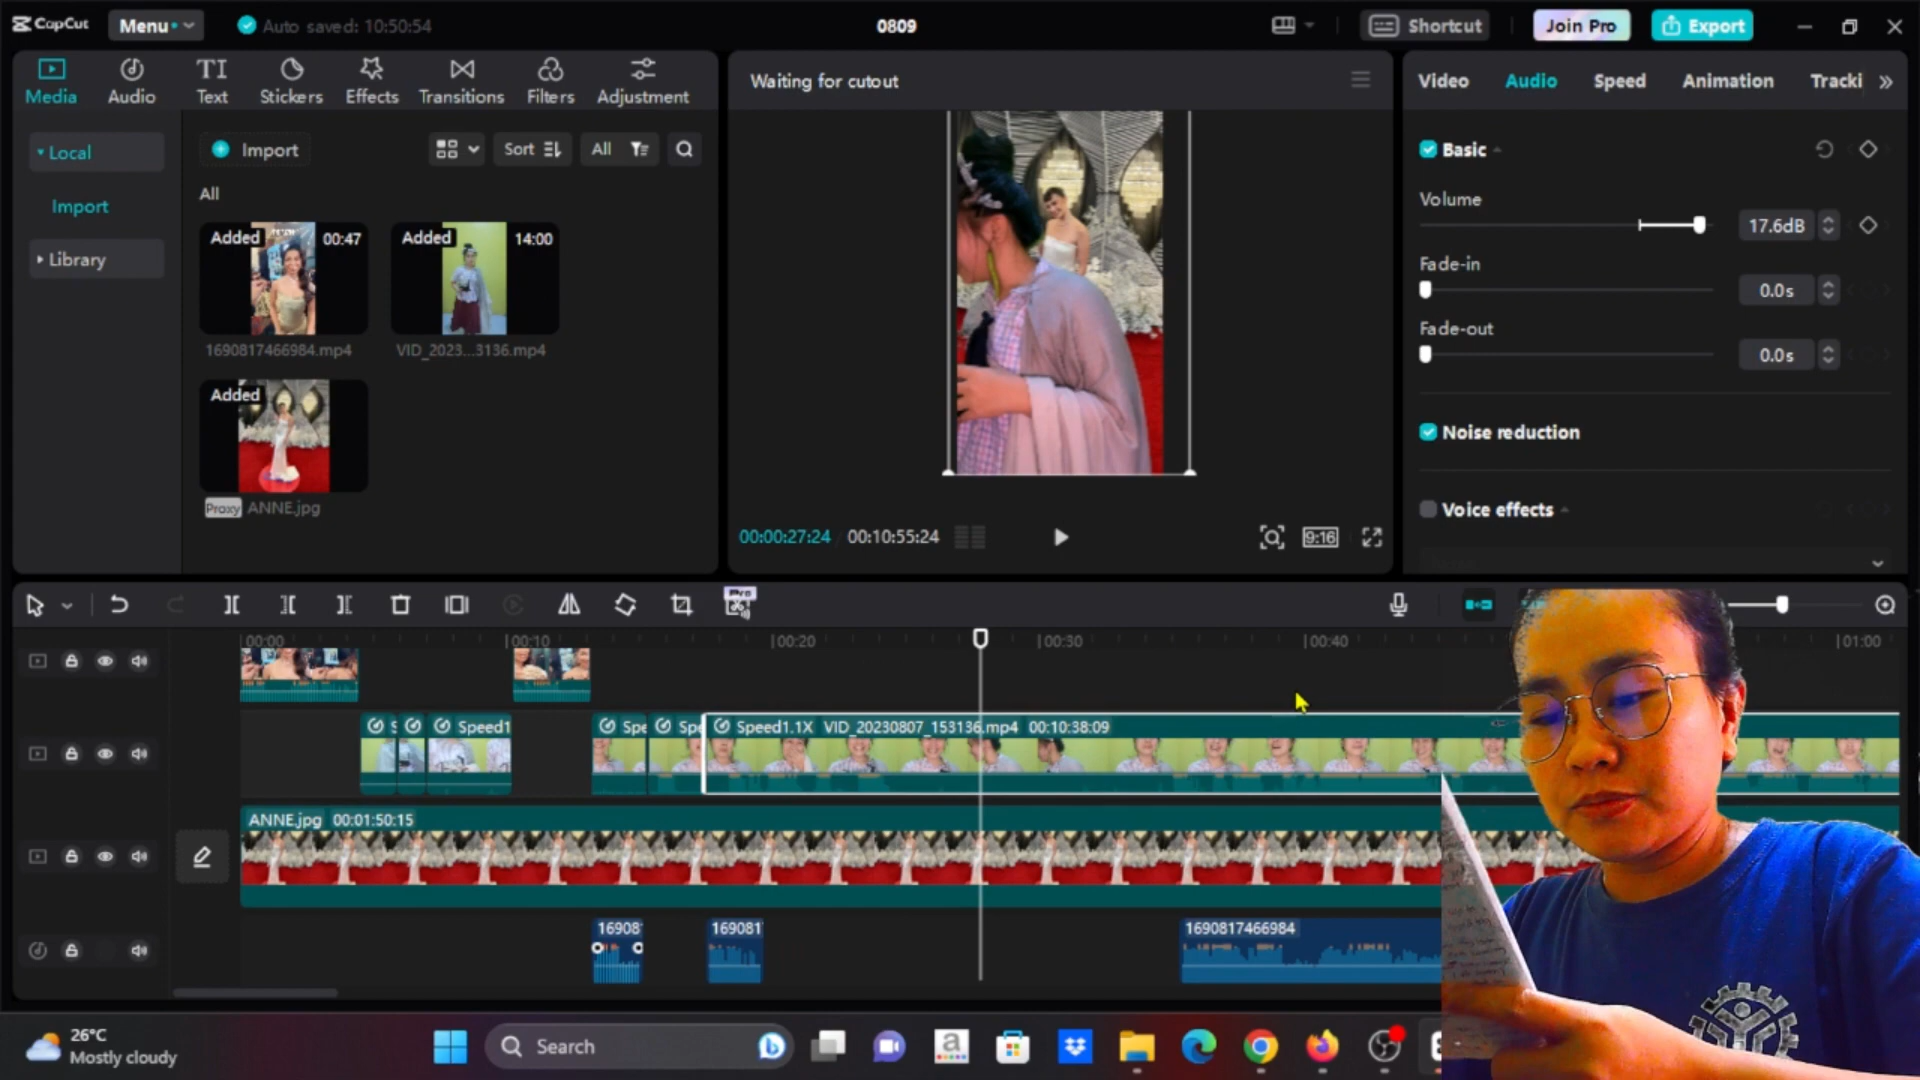 CapCut
Menu
Auto saved: 10:50:54
0809
Shortcut
Join Pro
Export
Media
Audio
Text
Stickers
Effects
Transitions
Filters
Adjustment
Local
Import
Library
Import
Sort
All
All
Added
00:47
1690817466984.mp4
Added
14:00
VID_2023...3136.mp4
Added
Proxy
ANNE.jpg
Waiting for cutout
00:00:27:24
00:10:55:24
9:16
Video
Audio
Speed
Animation
Tracki
Basic
Volume
17.6dB
Fade-in
0.0s
Fade-out
0.0s
Noise reduction
Voice effects
Pro
00:00
00:10
00:20
00:30
00:40
01:00
S
Speed1
Spe
Spe
Speed1.1X VID_20230807_153136.mp4 00:10:38:09
ANNE.jpg 00:01:50:15
16908
169081
1690817466984
26°C
Mostly cloudy
Search